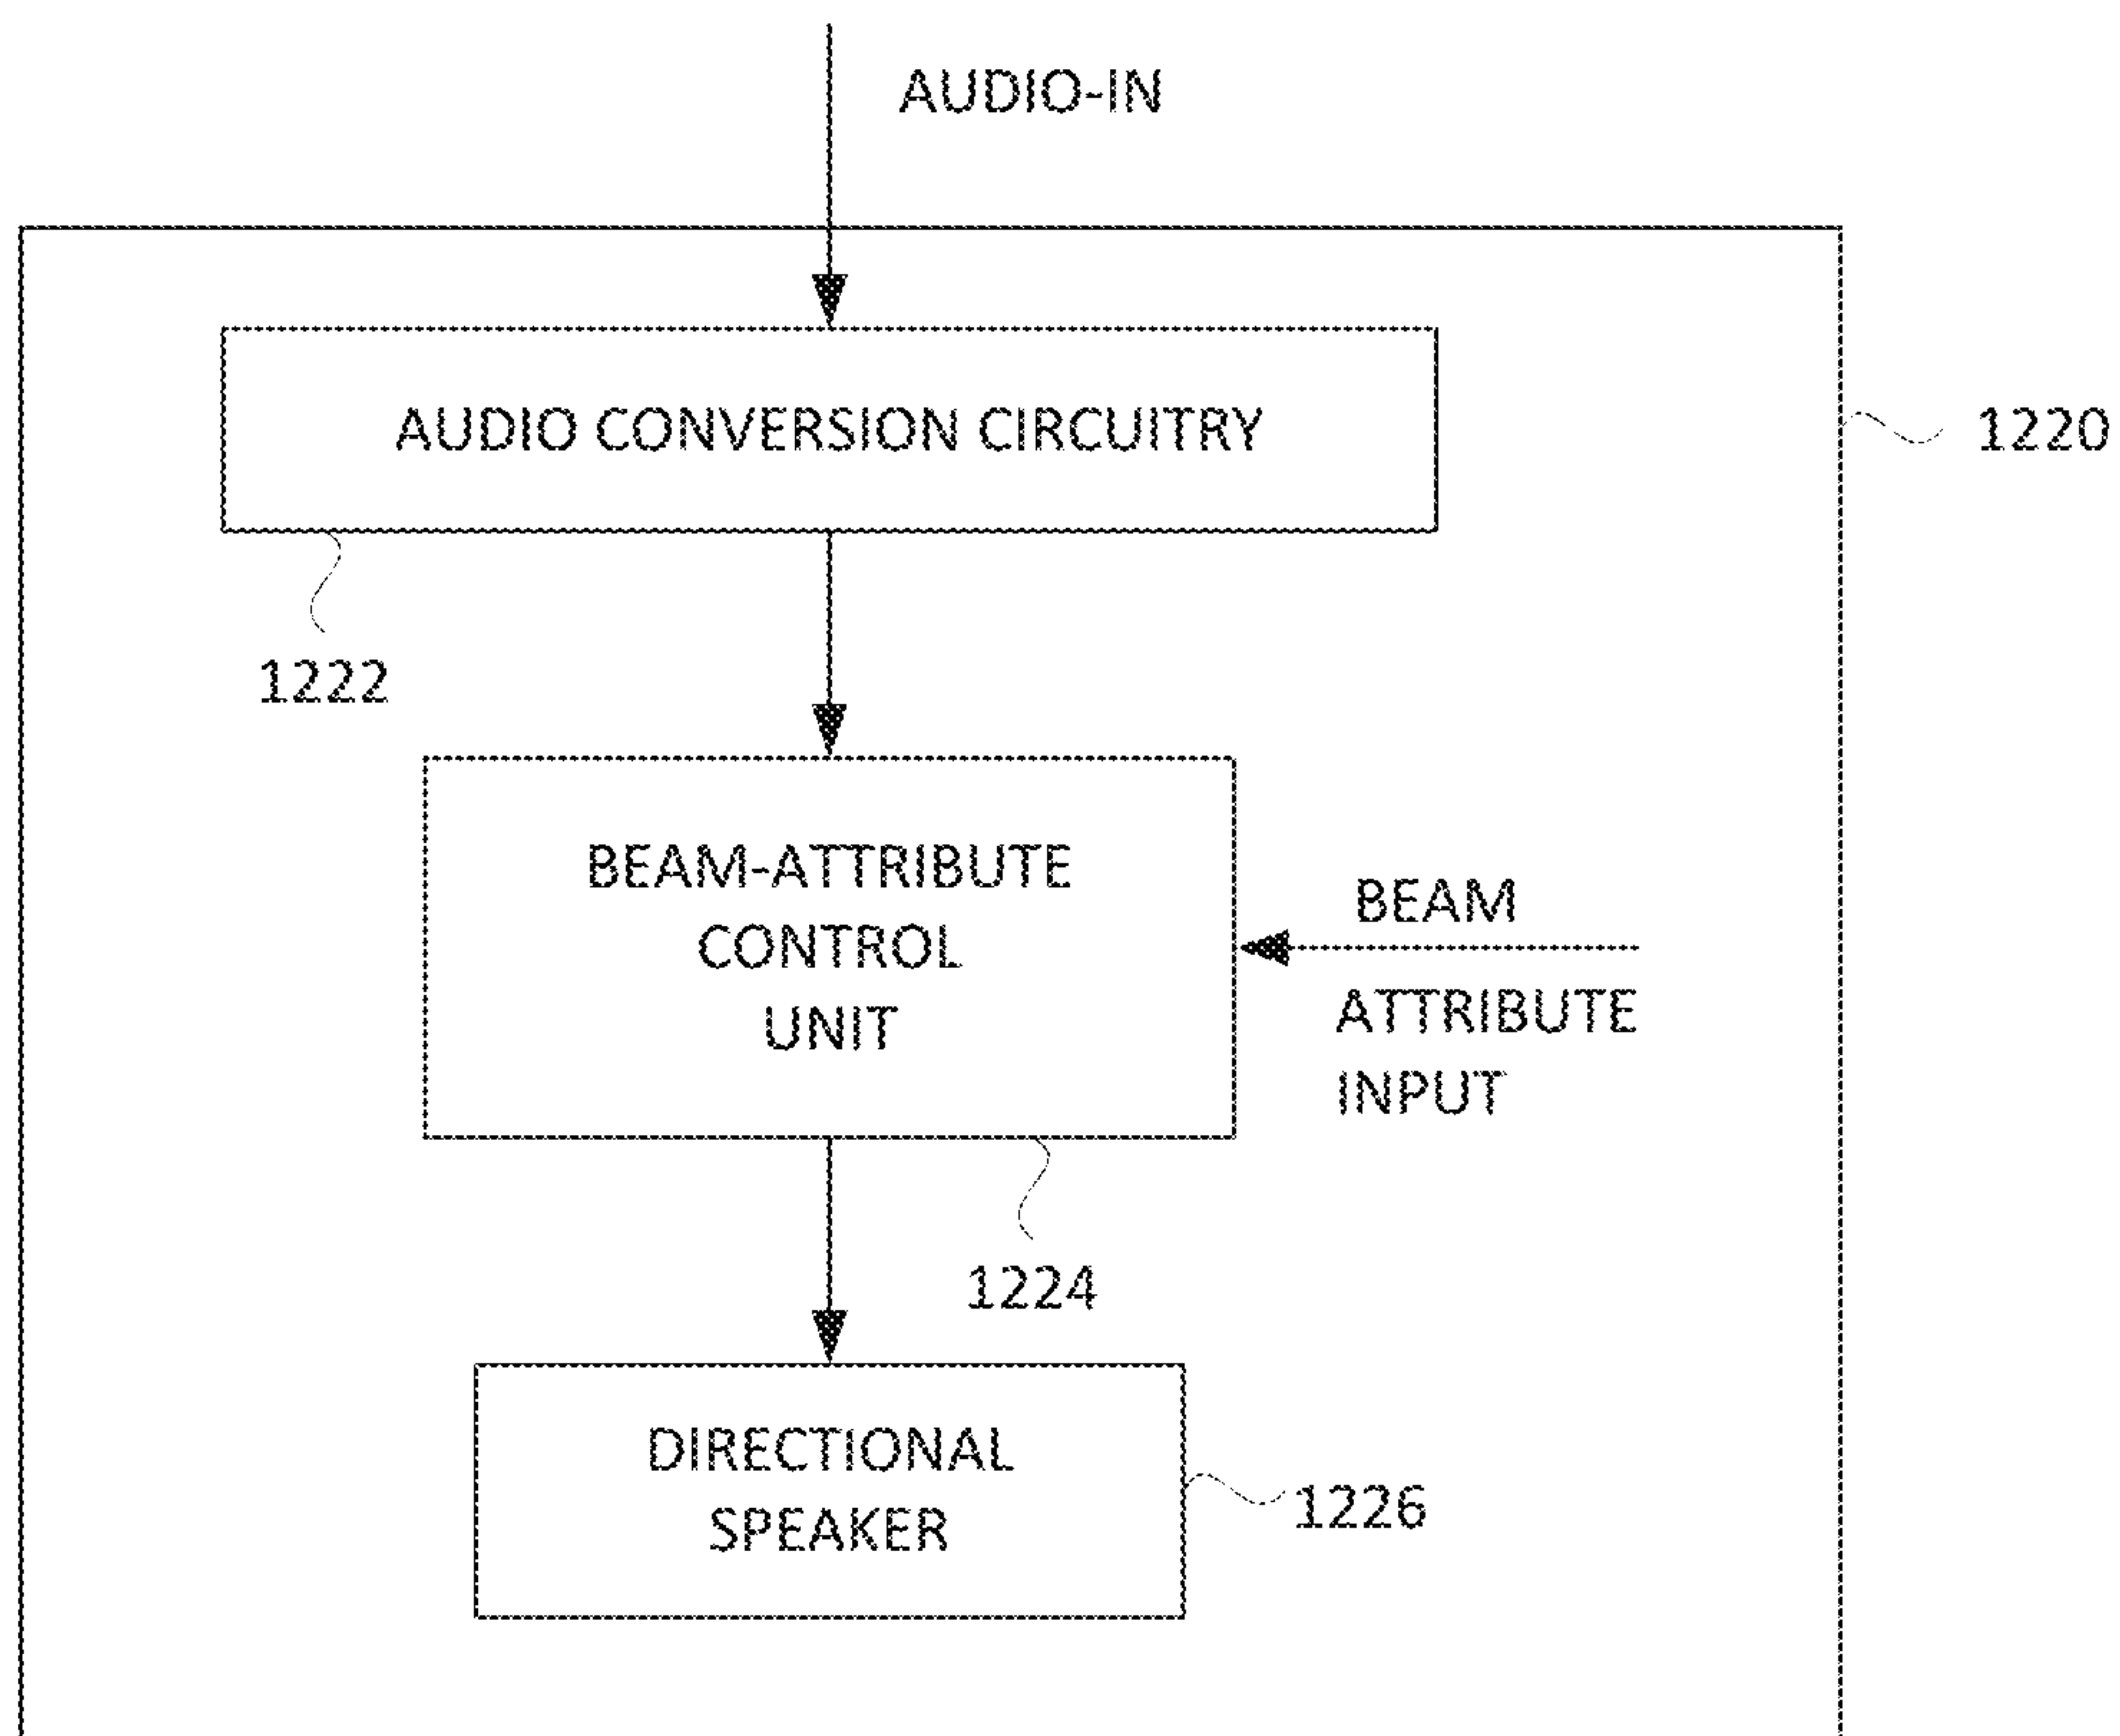 AUDIO-IN
AUDIO CONVERSION CIRCUITRY
1220
1222
BEAM-ATTRIBUTE
CONTROL
UNIT
BEAM
ATTRIBUTE
INPUT
1224
DIRECTIONAL
SPEAKER
1226